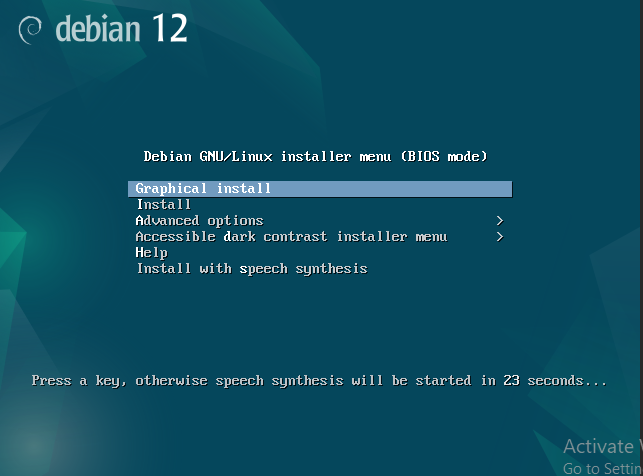 debian 12
Debian GNU/Linux installer menu (BIOS mode)
Graphical install
Install
Advanced options >
Accessible dark contrast installer menu >
Help
Install with speech synthesis
Press a key, otherwise speech synthesis will be started in 23 seconds...
Activate W
Go to Settin